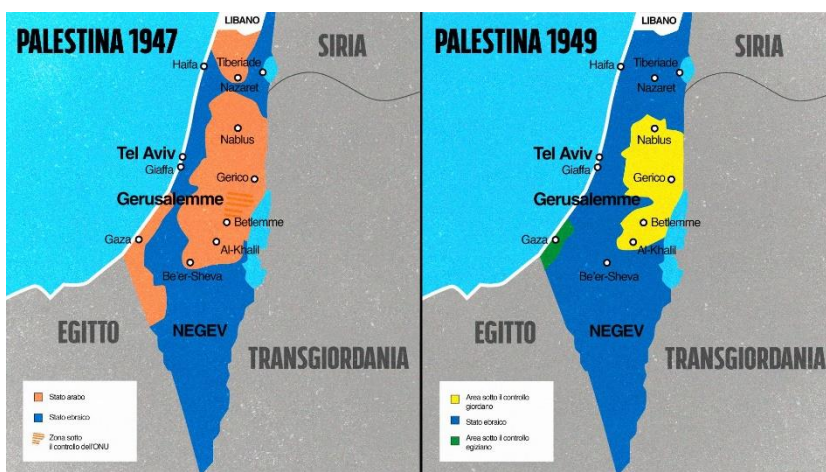 PALESTINA 1947
LIBANO
SIRIA
Haifa
Tiberiade
Nazaret
Nablus
Tel Aviv
Giaffa
Gerico
Gerusalemme
Betlemme
Gaza
Al-Khalil
Be'er-Sheva
EGITTO
NEGEV
TRANSGIORDANIA
Stato arabo
Stato ebraico
Zona sotto
il controllo dell'ONU
PALESTINA 1949
LIBANO
SIRIA
Haifa
Tiberiade
Nazaret
Nablus
Tel Aviv
Giaffa
Gerico
Gerusalemme
Betlemme
Gaza
Al-Khalil
Be'er-Sheva
EGITTO
NEGEV
TRANSGIORDANIA
Area sotto il controllo
giordano
Stato ebraico
Area sotto il controllo
egiziano